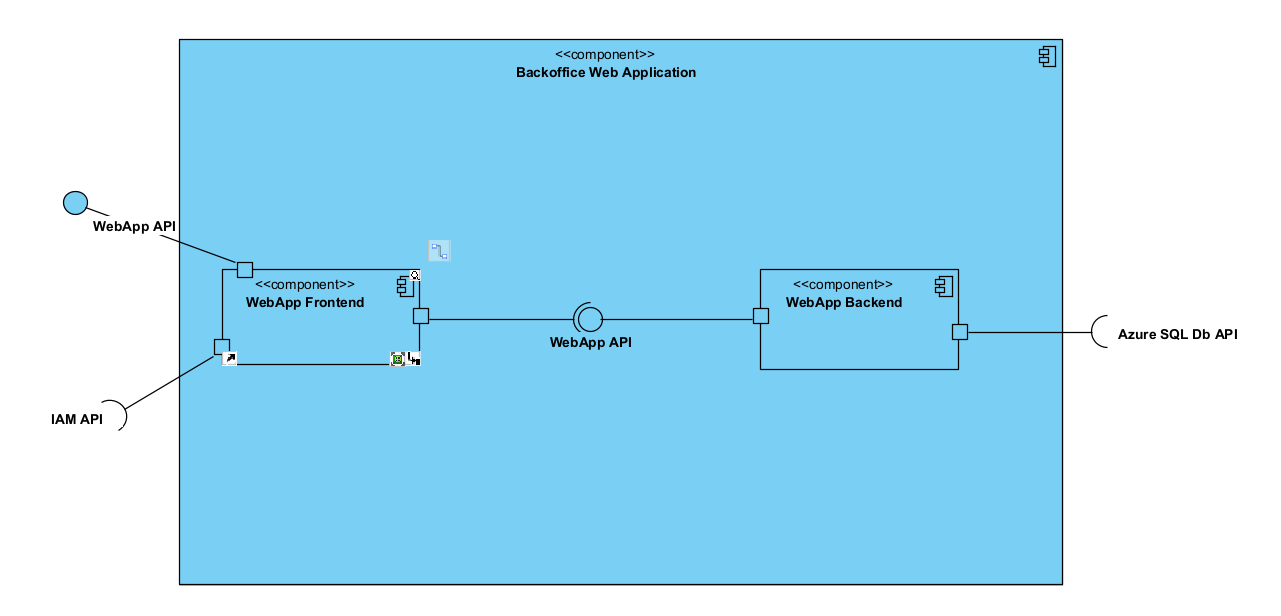 <<component>>
Backoffice Web Application
WebApp API
<<component>>
WebApp Frontend
<<component>>
WebApp Backend
WebApp API
Azure SQL Db API
IAM API